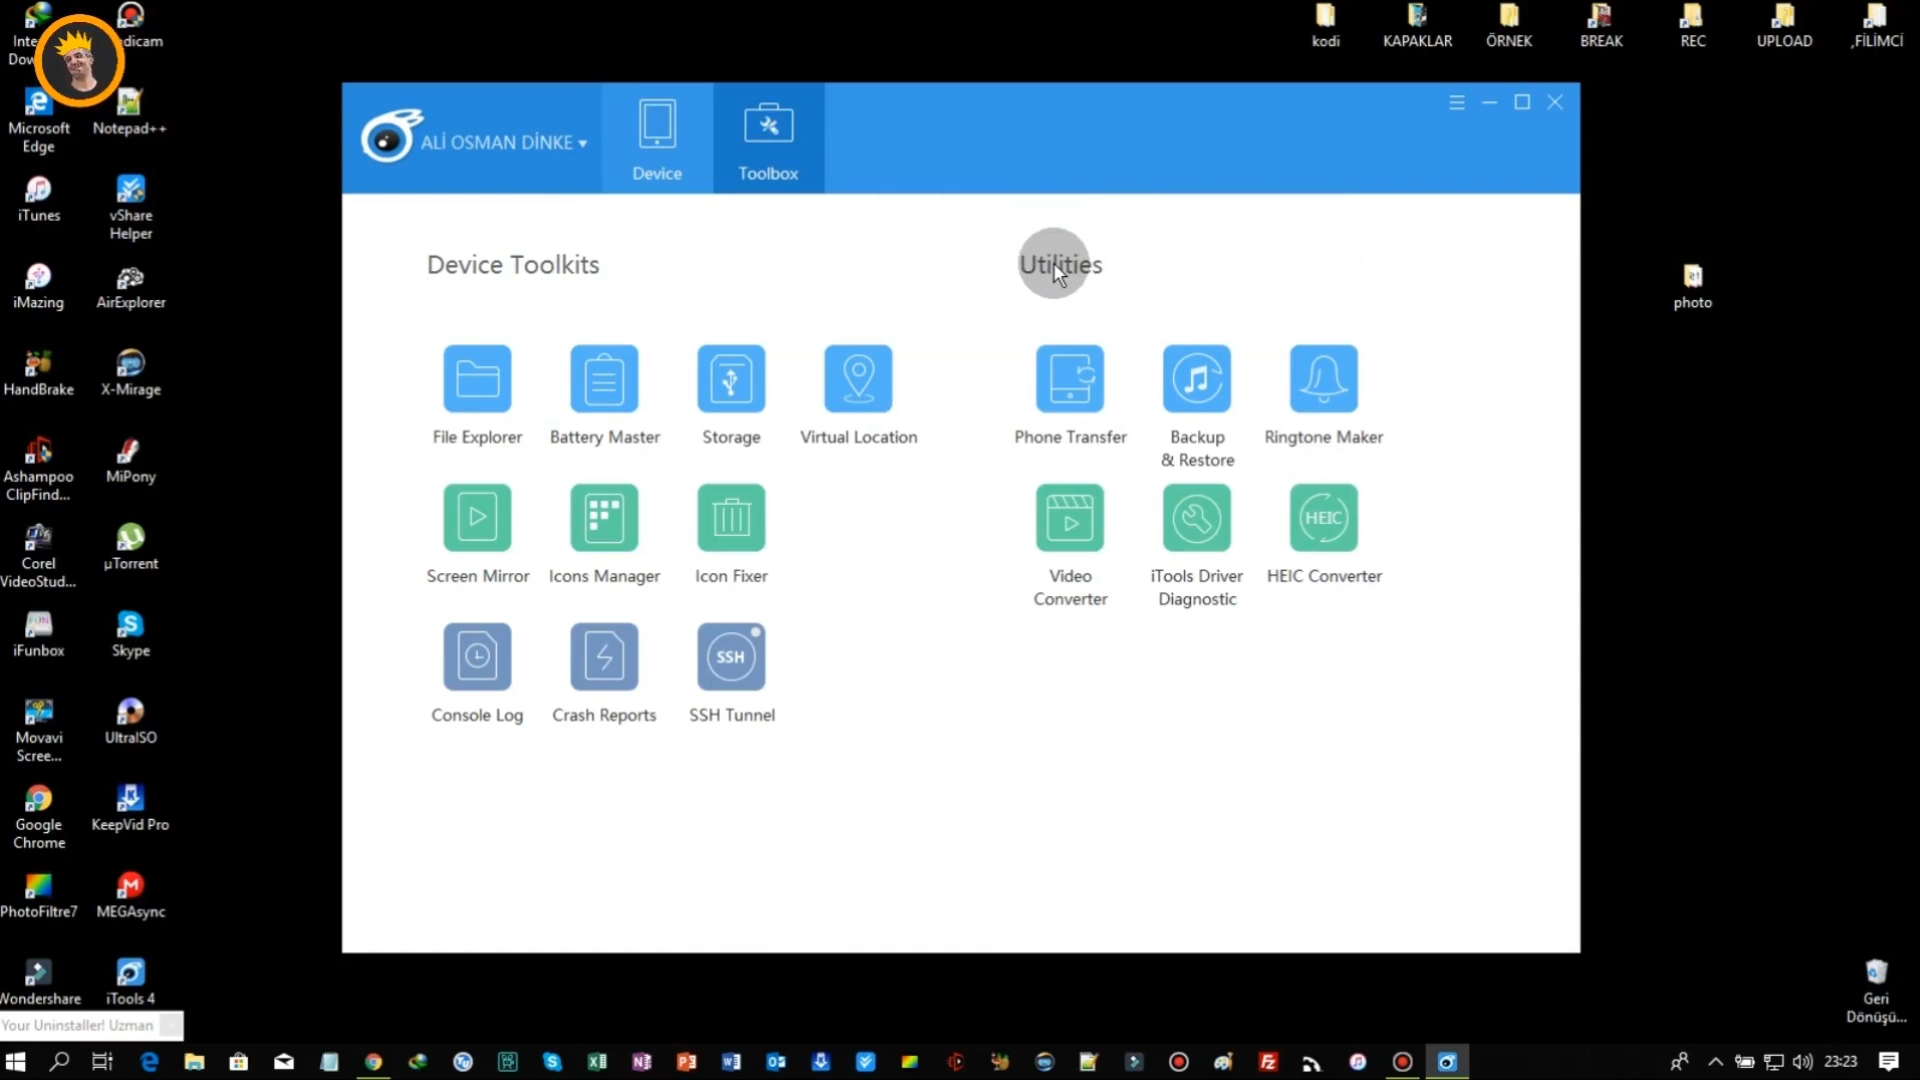 Inte
Dow
dicam
kodi
KAPAKLAR
ÖRNEK
BREAK
REC
UPLOAD
,FİLİMCİ
Microsoft
Edge
Notepad++
ALİ OSMAN DİNKE
Device
Toolbox
iTunes
vShare
Helper
Device Toolkits
Utilities
iMazing
AirExplorer
photo
HandBrake
X-Mirage
File Explorer
Battery Master
Storage
Virtual Location
Phone Transfer
Backup
& Restore
Ringtone Maker
Ashampoo
ClipFind...
MiPony
HEIC
Corel
VideoStud...
µTorrent
Screen Mirror
Icons Manager
Icon Fixer
Video
Converter
iTools Driver
Diagnostic
HEIC Converter
iFunbox
Skype
SSH
Console Log
Crash Reports
SSH Tunnel
Movavi
Scree...
UltraISO
Google
Chrome
KeepVid Pro
PhotoFiltre7
MEGAsync
Wondershare
iTools 4
Geri
Dönüşü...
Your Uninstaller! Uzman
23:23